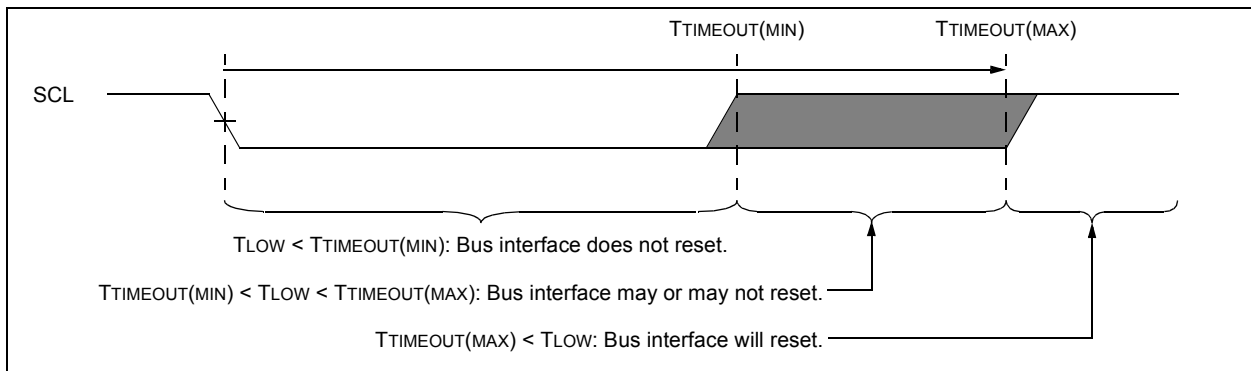 TTIMEOUT(MIN) TTIMEOUT(MAX)
SCL
TLOW < TTIMEOUT(MIN): Bus interface does not reset.
TTIMEOUT(MIN) < TLOW < TTIMEOUT(MAX): Bus interface may or may not reset.
TTIMEOUT(MAX) < TLOW: Bus interface will reset.